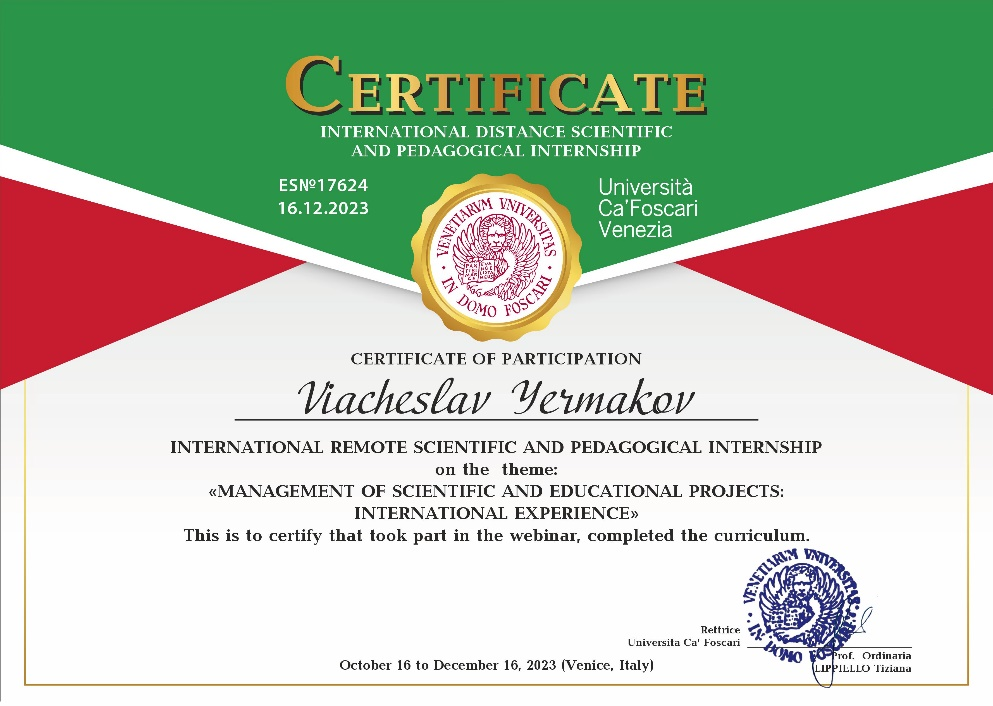 CERTIFICATE
INTERNATIONAL DISTANCE SCIENTIFIC
AND PEDAGOGICAL INTERNSHIP
ES№17624
16.12.2023
Università
Ca'Foscari
Venezia
VENETIARVM VNIVERSITAS
IN DOMO FOSCARI
CERTIFICATE OF PARTICIPATION
Viacheslav Yermakov
INTERNATIONAL REMOTE SCIENTIFIC AND PEDAGOGICAL INTERNSHIP
on the theme:
«MANAGEMENT OF SCIENTIFIC AND EDUCATIONAL PROJECTS:
INTERNATIONAL EXPERIENCE»
This is to certify that took part in the webinar, completed the curriculum.
VENETIARVM VNIVERSITAS
IN DOMO FOSCARI
Rettrice
Universita Ca' Foscari
Prof. Ordinaria
LIPPIELLO Tiziana
October 16 to December 16, 2023 (Venice, Italy)